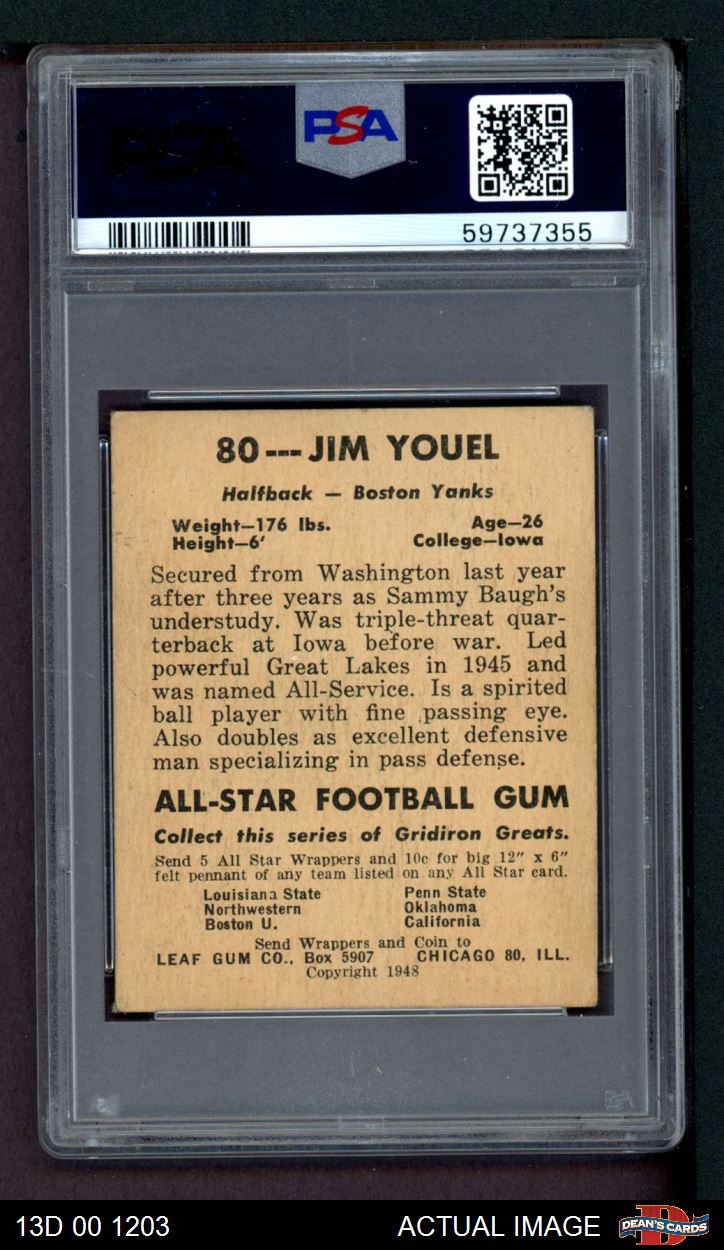 PSA
59737355
80---JIM YOUEL
Halfback — Boston Yanks
Weight—176 lbs. Age—26
Height—6' College—Iowa
Secured from Washington last year
after three years as Sammy Baugh's
understudy. Was triple-threat quar-
terback at Iowa before war. Led
powerful Great Lakes in 1945 and
was named All-Service. Is a spirited
ball player with fine passing eye.
Also doubles as excellent defensive
man specializing in pass defense.
ALL-STAR FOOTBALL GUM
Collect this series of Gridiron Greats.
Send 5 All Star Wrappers and 10c for big 12" x 6"
felt pennant of any team listed on any All Star card.
Louisiana State Penn State
Northwestern Oklahoma
Boston U. California
Send Wrappers and Coin to
LEAF GUM CO., Box 5907 CHICAGO 80, ILL.
Copyright 1948
13D 00 1203 ACTUAL IMAGE DEAN'S CARDS